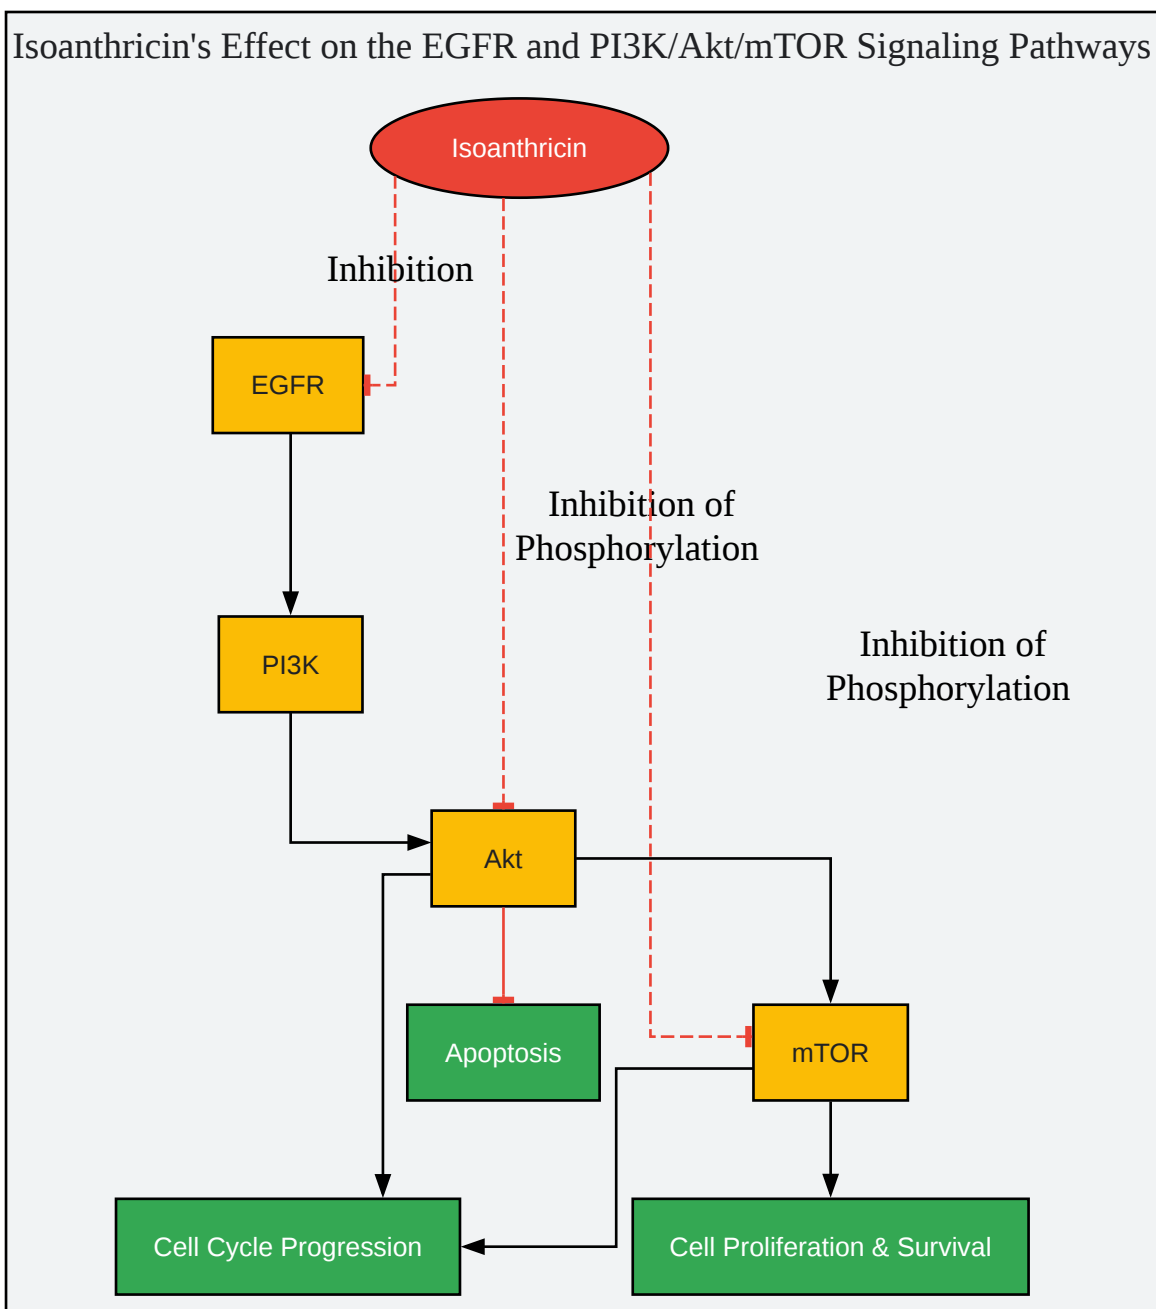 Isoanthricin's Effect on the EGFR and PI3K/Akt/mTOR Signaling Pathways
Isoanthricin
Inhibition
EGFR
Inhibition of
Phosphorylation
Inhibition of
Phosphorylation
PI3K
Akt
Apoptosis
mTOR
Cell Cycle Progression
Cell Proliferation & Survival